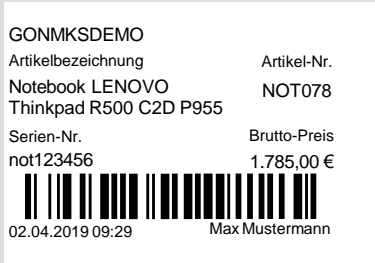 GONMKSDEMO
Artikelbezeichnung Artikel-Nr.
Notebook LENOVO NOT078
Thinkpad R500 C2D P955
Serien-Nr. Brutto-Preis
not123456 1.785,00 €
02.04.2019 09:29 Max Mustermann